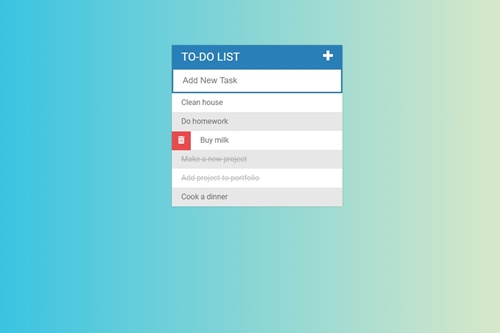 TO-DO LIST
Add New Task
Clean house
Do homework
Buy milk
Make a new project
Add project to portfolio
Cook a dinner